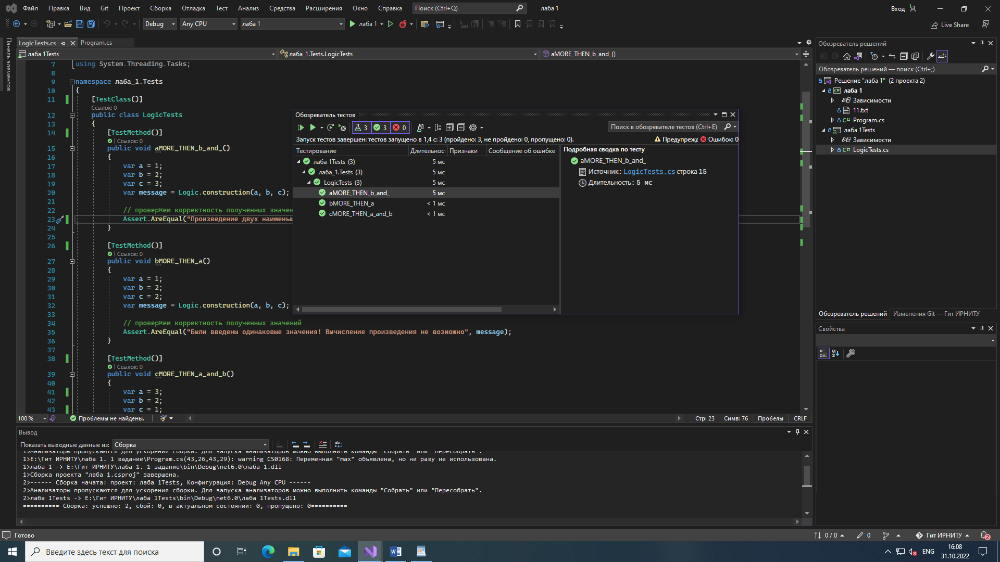 Файл Правка Вид Git Проект Сборка Отладка Тест Анализ Средства Расширения Окно Справка Поиск (Ctrl+Q) лаба 1 Вход
Debug Any CPU лаба 1 лаба 1 Live Share
Панель элементов
LogicTests.cs Program.cs
лаба 1Tests лаба_1.Tests.LogicTests aMORE_THEN_b_and_()
7 using System.Threading.Tasks;
8
9 namespace лаба_1.Tests
10 {
11 [TestClass()]
Ссылок: 0
12 public class LogicTests
13 {
14 [TestMethod()]
| Ссылок: 0
15 public void aMORE_THEN_b_and_()
16 {
17 var a = 1;
18 var b = 2;
19 var c = 3;
20 var message = Logic.construction(a, b, c);
21
22 // провер¤ем корректность полученных значен
23 Assert.AreEqual("Произведение двух наименьш
24 }
25
26 [TestMethod()]
| Ссылок: 0
27 public void bMORE_THEN_a()
28 {
29 var a = 1;
30 var b = 2;
31 var c = 2;
32 var message = Logic.construction(a, b, c);
33
34 // провер¤ем корректность полученных значений
35 Assert.AreEqual("Были введены одинаковые значения! Вычисление произведения не возможно", message);
36 }
37
38 [TestMethod()]
| Ссылок: 0
39 public void cMORE_THEN_a_and_b()
40 {
41 var a = 3;
42 var b = 2;
43 var c = 1;
100 % Проблемы не найдены. Стр: 23 Симв: 76 Пробелы CRLF
Обозреватель тестов
3 3 0 Поиск в обозревателе тестов (Ctrl+E)
Запуск тестов завершен: тестов запущено в 1,4 с: 3 (пройдено: 3, не пройдено: 0, пропущено: 0). Предупрежд Ошибок: 0
Тестирование Длительност Признаки Сообщение об ошибке
лаба 1Tests (3) 5 мс
лаба_1.Tests (3) 5 мс
LogicTests (3) 5 мс
aMORE_THEN_b_and_ 5 мс
bMORE_THEN_a < 1 мс
cMORE_THEN_a_and_b < 1 мс
Подробная сводка по тесту
aMORE_THEN_b_and_
Источник: LogicTests.cs строка 15
Длительность: 5 мс
Обозреватель решений
Обозреватель решений — поиск (Ctrl+;)
Решение "лаба 1" (2 проекта 2)
C# лаба 1
Зависимости
11.txt
C# Program.cs
лаба 1Tests
Зависимости
C# LogicTests.cs
Обозреватель решений Изменения Git — Гит ИРНИТУ
Свойства
Вывод
Показать выходные данные из: Сборка
1>Анализаторы пропускаются для ускорения сборки. Для запуска анализаторов можно выполнить команды "Собрать" или "Пересобрать".
1>E:\Гит ИРНИТУ\лаба 1. 1 задание\Program.cs(43,26,43,29): warning CS0168: Переменная "max" объявлена, но ни разу не использована.
1>лаба 1 -> E:\Гит ИРНИТУ\лаба 1. 1 задание\bin\Debug\net6.0\лаба 1.dll
1>Сборка проекта "лаба 1.csproj" завершена.
2>------ Сборка начата: проект: лаба 1Tests, Конфигурация: Debug Any CPU ------
2>Анализаторы пропускаются для ускорения сборки. Для запуска анализаторов можно выполнить команды "Собрать" или "Пересобрать".
2>лаба 1Tests -> E:\Гит ИРНИТУ\лаба 1Tests\bin\Debug\net6.0\лаба 1Tests.dll
========== Сборка: успешно: 2, сбой: 0, в актуальном состоянии: 0, пропущено: 0==========
Готово 0 / 0 0 Гит ИРНИТУ 2
Введите здесь текст для поиска ENG 16:08
31.10.2022